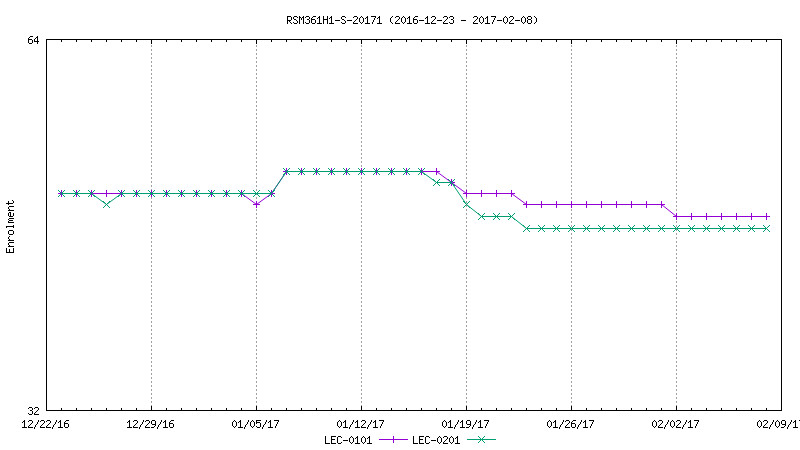 RSM361H1-S-20171 (2016-12-23 - 2017-02-08)
64
Enrolment
32
12/22/16 12/29/16 01/05/17 01/12/17 01/19/17 01/26/17 02/02/17 02/09/1
LEC-0101 LEC-0201